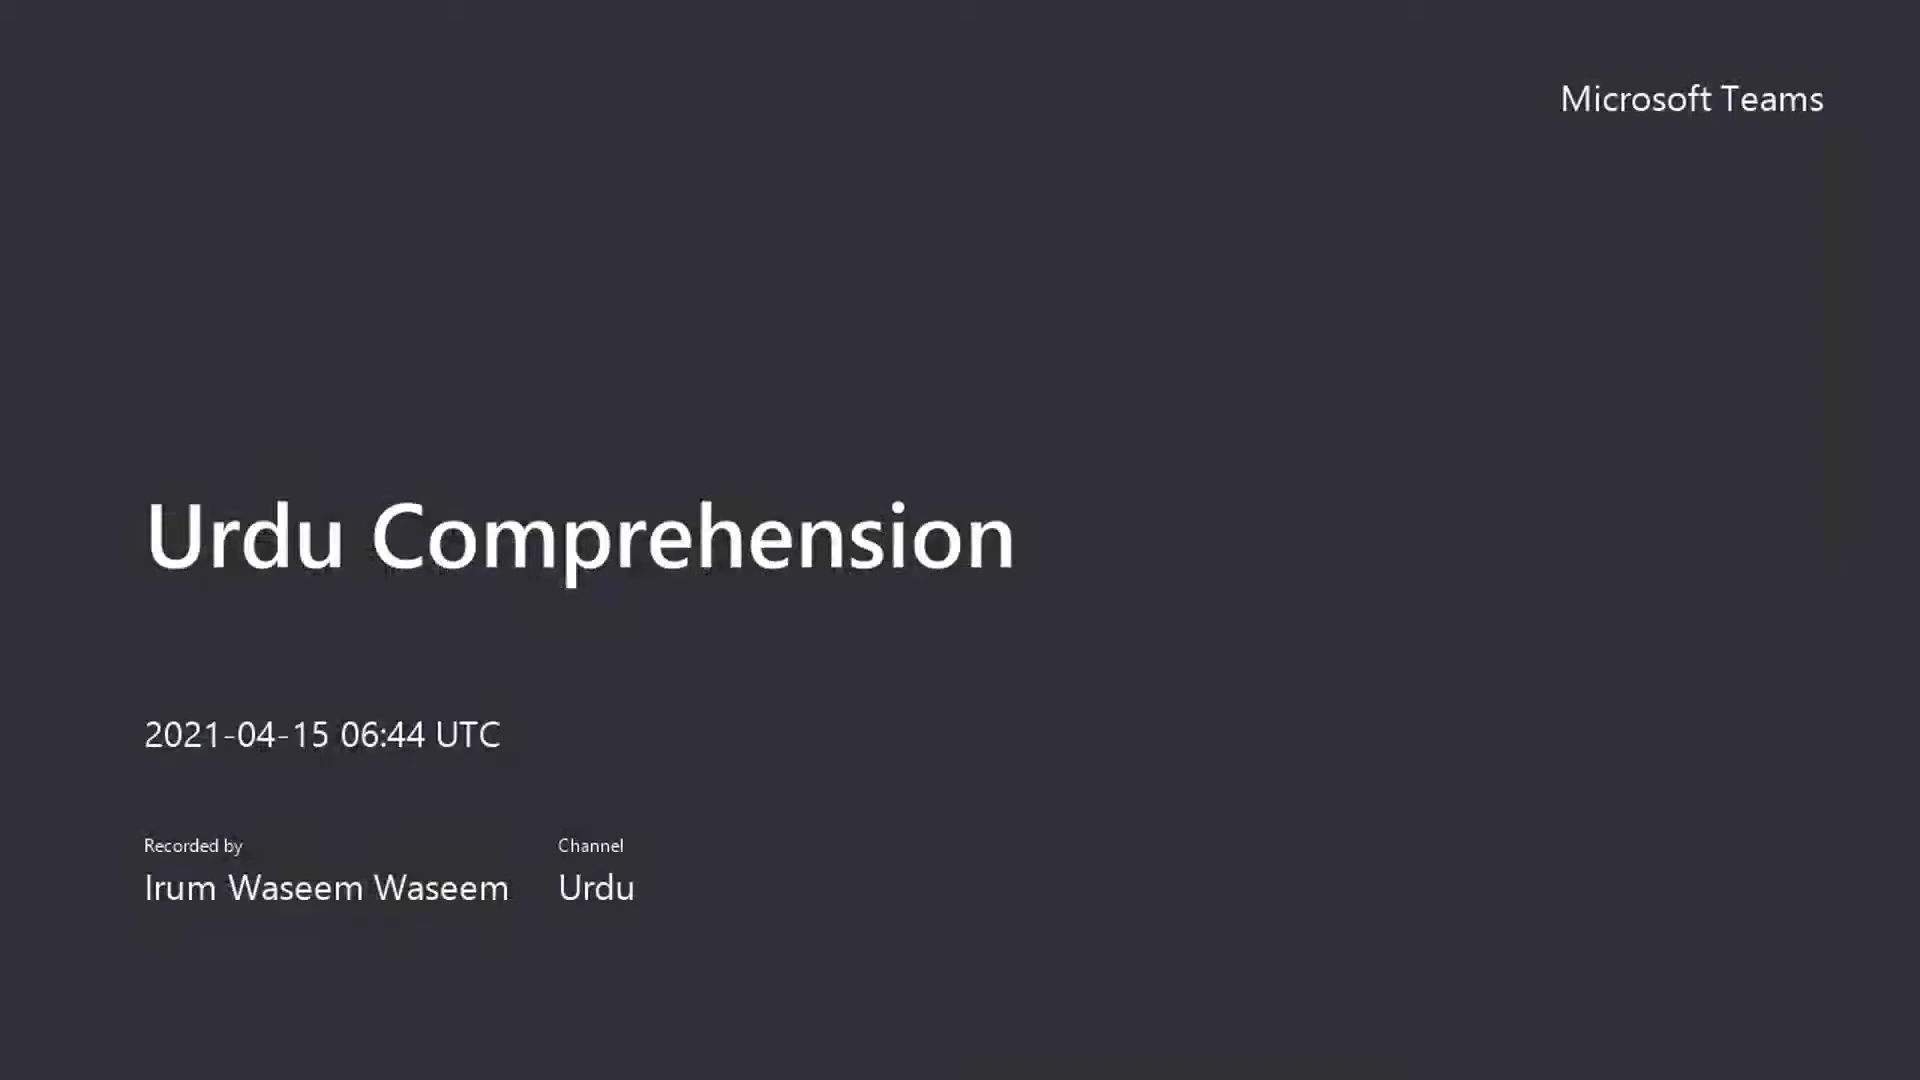 Microsoft Teams
Urdu Comprehension
2021-04-15 06:44 UTC
Recorded by
Irum Waseem Waseem
Channel
Urdu